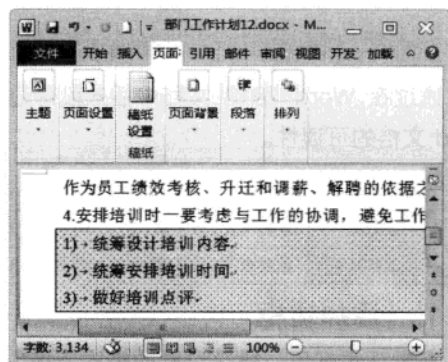 部门工作计划12.docx - M...
文件 开始 插入 页面 引用 邮件 审阅 视图 开发 加载
主题 页面设置 稿纸设置 页面背景 段落 排列
稿纸
作为员工绩效考核、升迁和调薪、解聘的依据之
4.安排培训时一要考虑与工作的协调，避免工作
1) 统筹设计培训内容
2) 统筹安排培训时间
3) 做好培训点评
字数: 3,134 100%